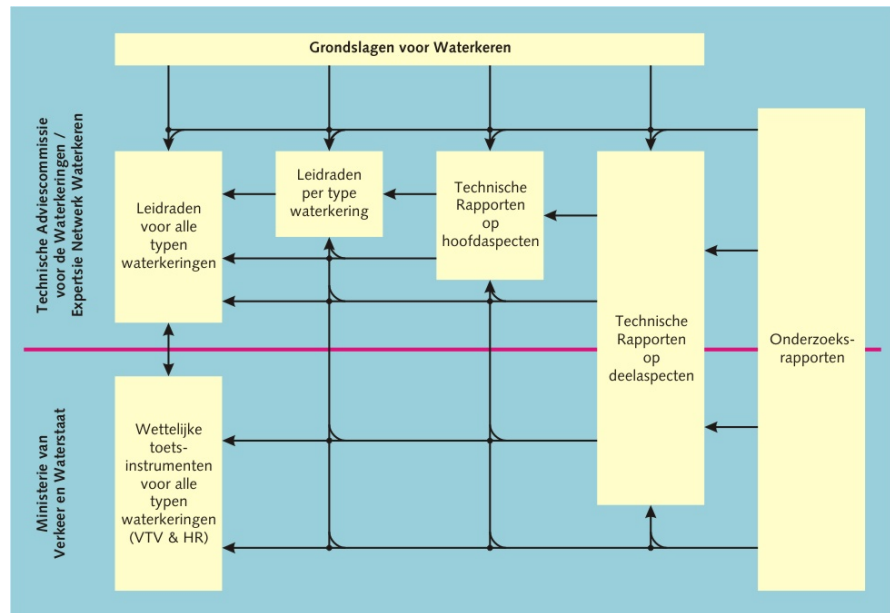 Grondslagen voor Waterkeren
Technische Adviescommissie
voor de Waterkeringen /
Expertsie Netwerk Waterkeren
Leidraden
voor alle
typen
waterkeringen
Leidraden
per type
waterkering
Technische
Rapporten
op
hoofdaspecten
Technische
Rapporten
op
deelaspecten
Onderzoeks-
rapporten
Ministerie van
Verkeer en Waterstaat
Wettelijke
toets-
instrumenten
voor alle
typen
waterkeringen
(VTV & HR)